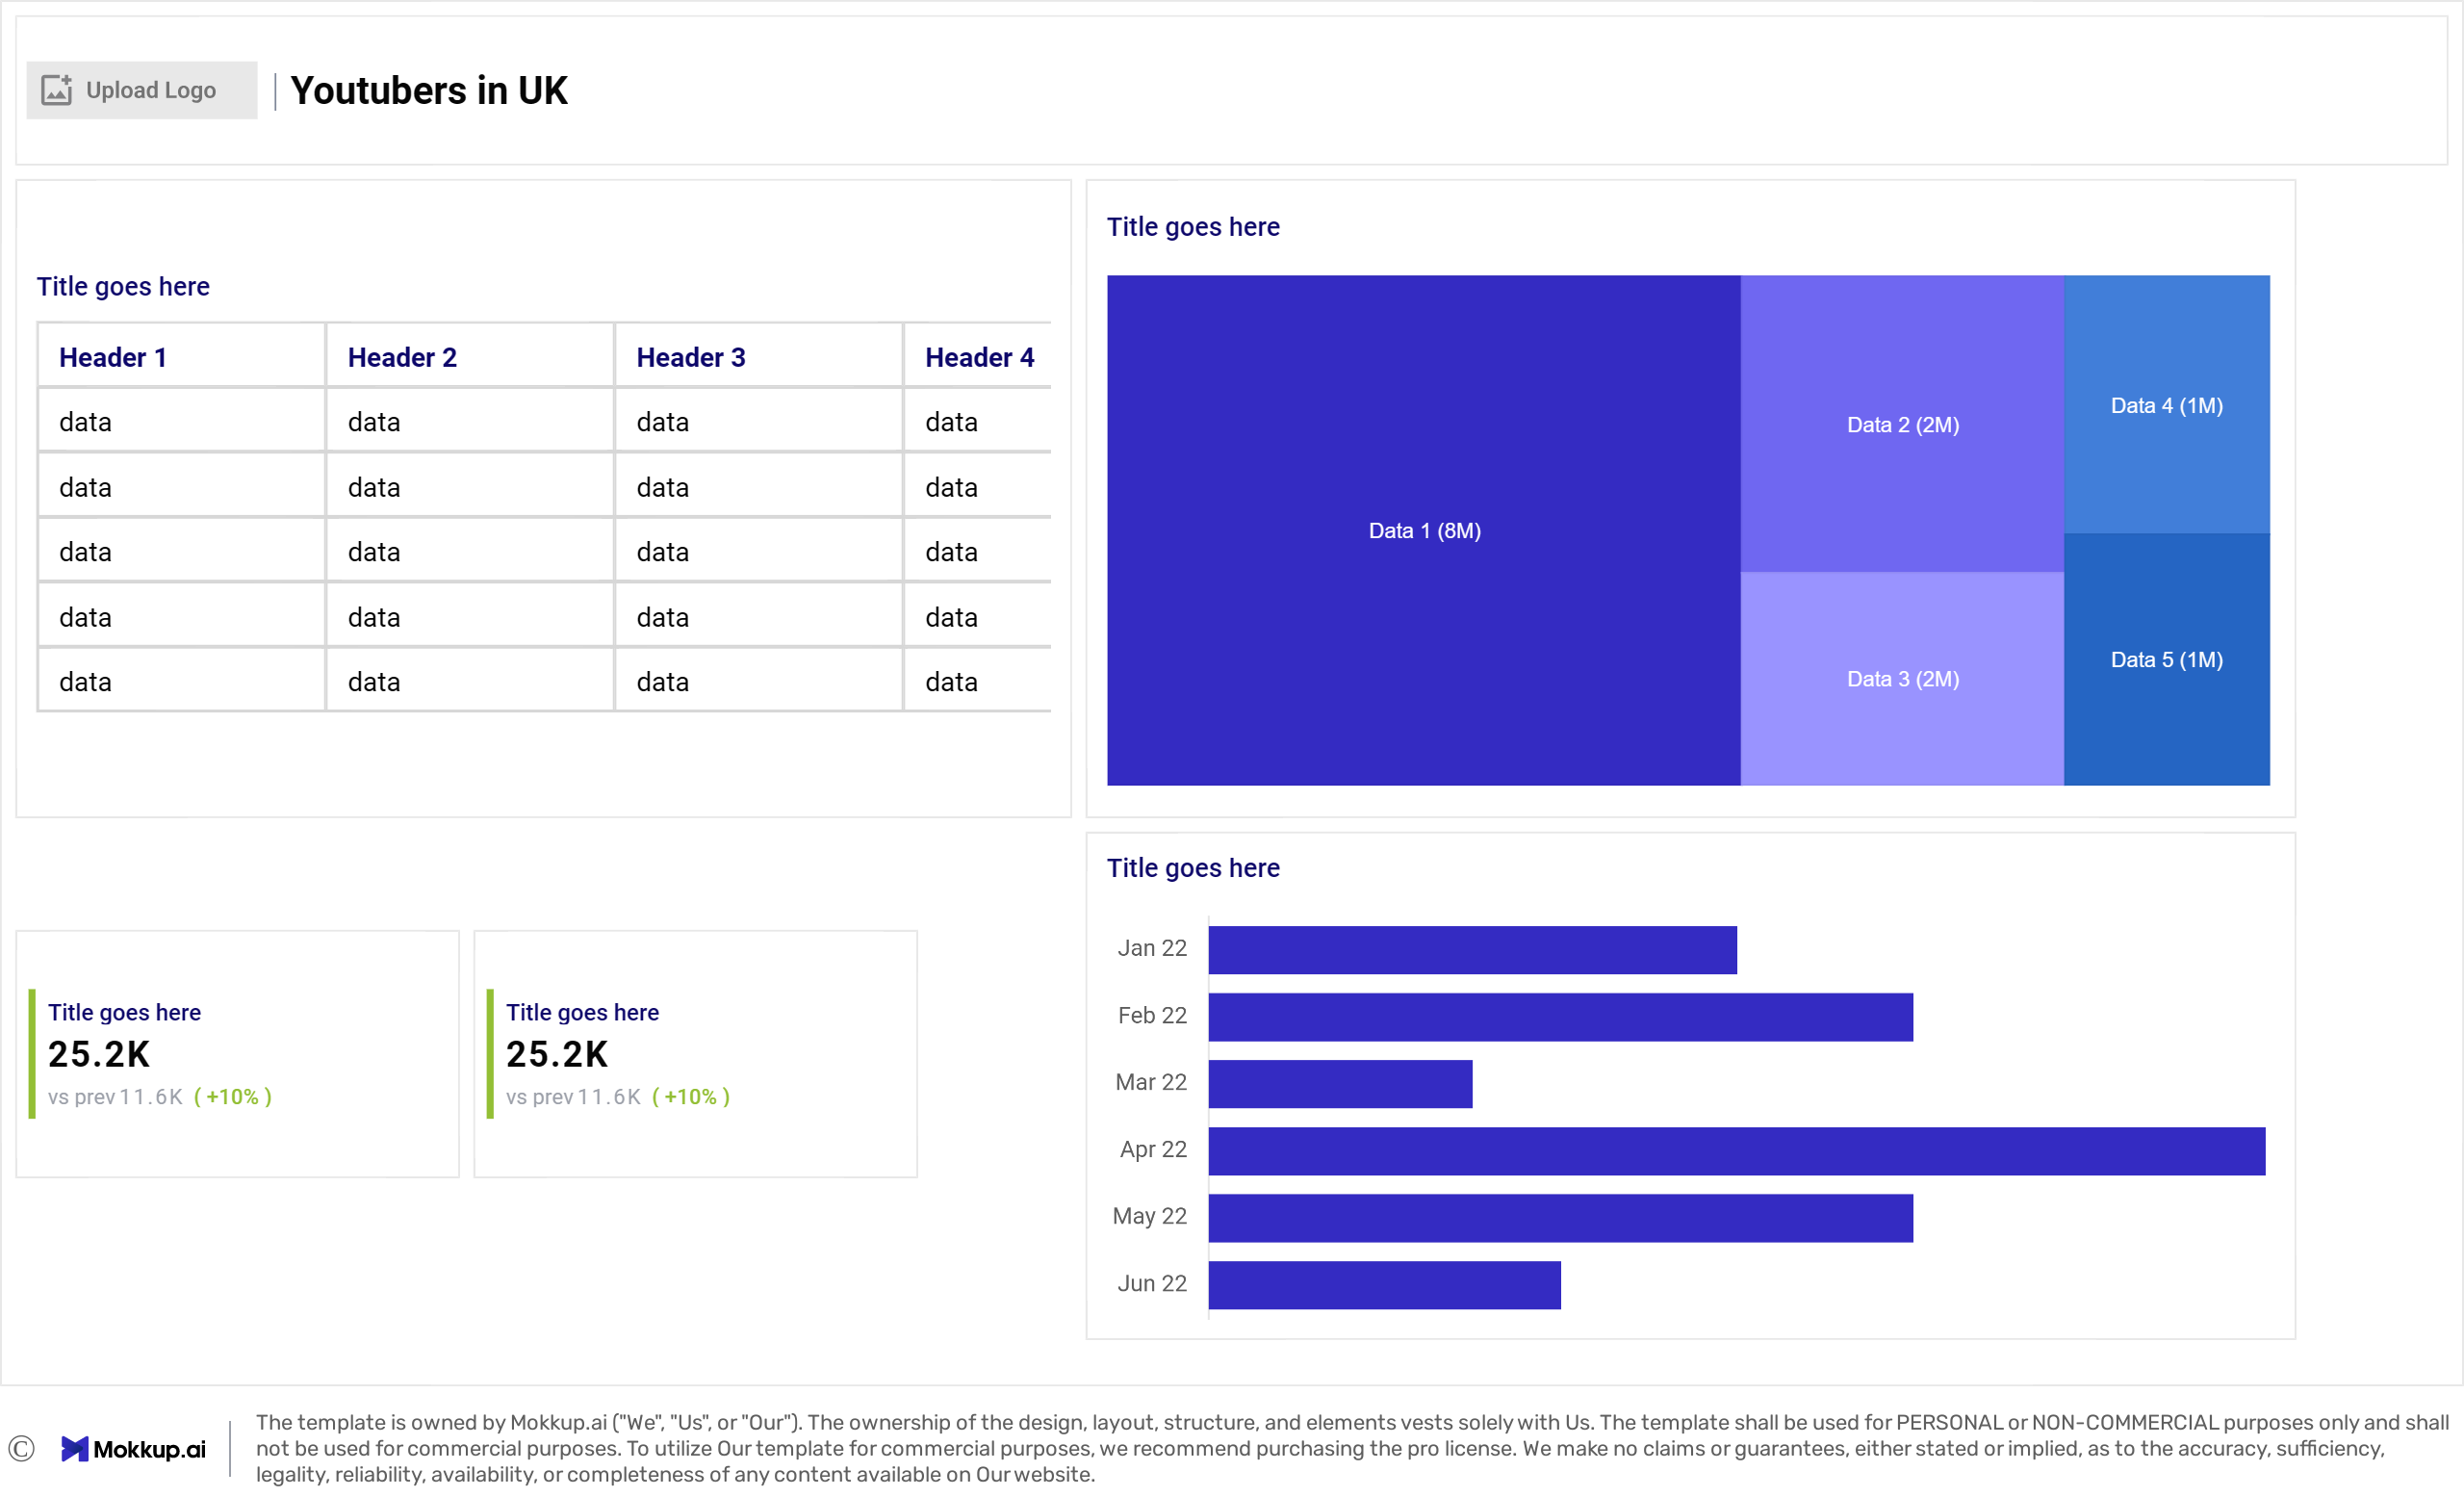 Upload Logo
Youtubers in UK
Title goes here
Header 1 Header 2 Header 3 Header 4
data data data data
data data data data
data data data data
data data data data
data data data data
Title goes here
Data 1 (8M)
Data 2 (2M)
Data 3 (2M)
Data 4 (1M)
Data 5 (1M)
Title goes here
25.2K
vs prev 11.6K ( +10% )
Title goes here
25.2K
vs prev 11.6K ( +10% )
Title goes here
Jan 22
Feb 22
Mar 22
Apr 22
May 22
Jun 22
© Mokkup.ai
The template is owned by Mokkup.ai ("We", "Us", or "Our"). The ownership of the design, layout, structure, and elements vests solely with Us. The template shall be used for PERSONAL or NON-COMMERCIAL purposes only and shall
not be used for commercial purposes. To utilize Our template for commercial purposes, we recommend purchasing the pro license. We make no claims or guarantees, either stated or implied, as to the accuracy, sufficiency,
legality, reliability, availability, or completeness of any content available on Our website.